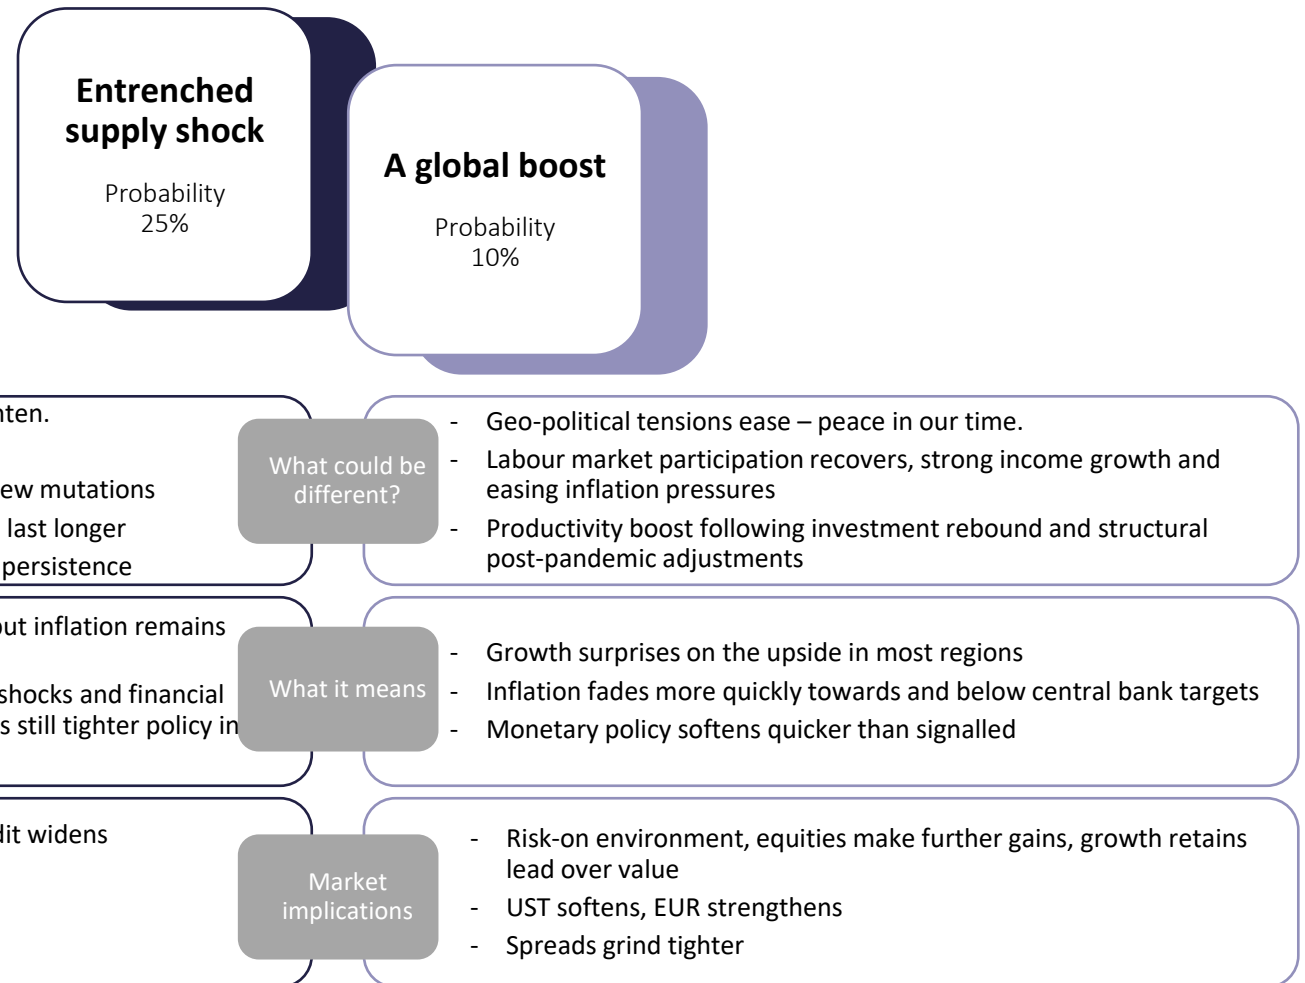 Entrenched
supply shock
Probability
25%
A global boost
Probability
10%
hten.
ew mutations
last longer
persistence
What could be
different?
- Geo-political tensions ease – peace in our time.
- Labour market participation recovers, strong income growth and
easing inflation pressures
- Productivity boost following investment rebound and structural
post-pandemic adjustments
out inflation remains
shocks and financial
s still tighter policy in
What it means
- Growth surprises on the upside in most regions
- Inflation fades more quickly towards and below central bank targets
- Monetary policy softens quicker than signalled
dit widens
Market
implications
- Risk-on environment, equities make further gains, growth retains
lead over value
- UST softens, EUR strengthens
- Spreads grind tighter